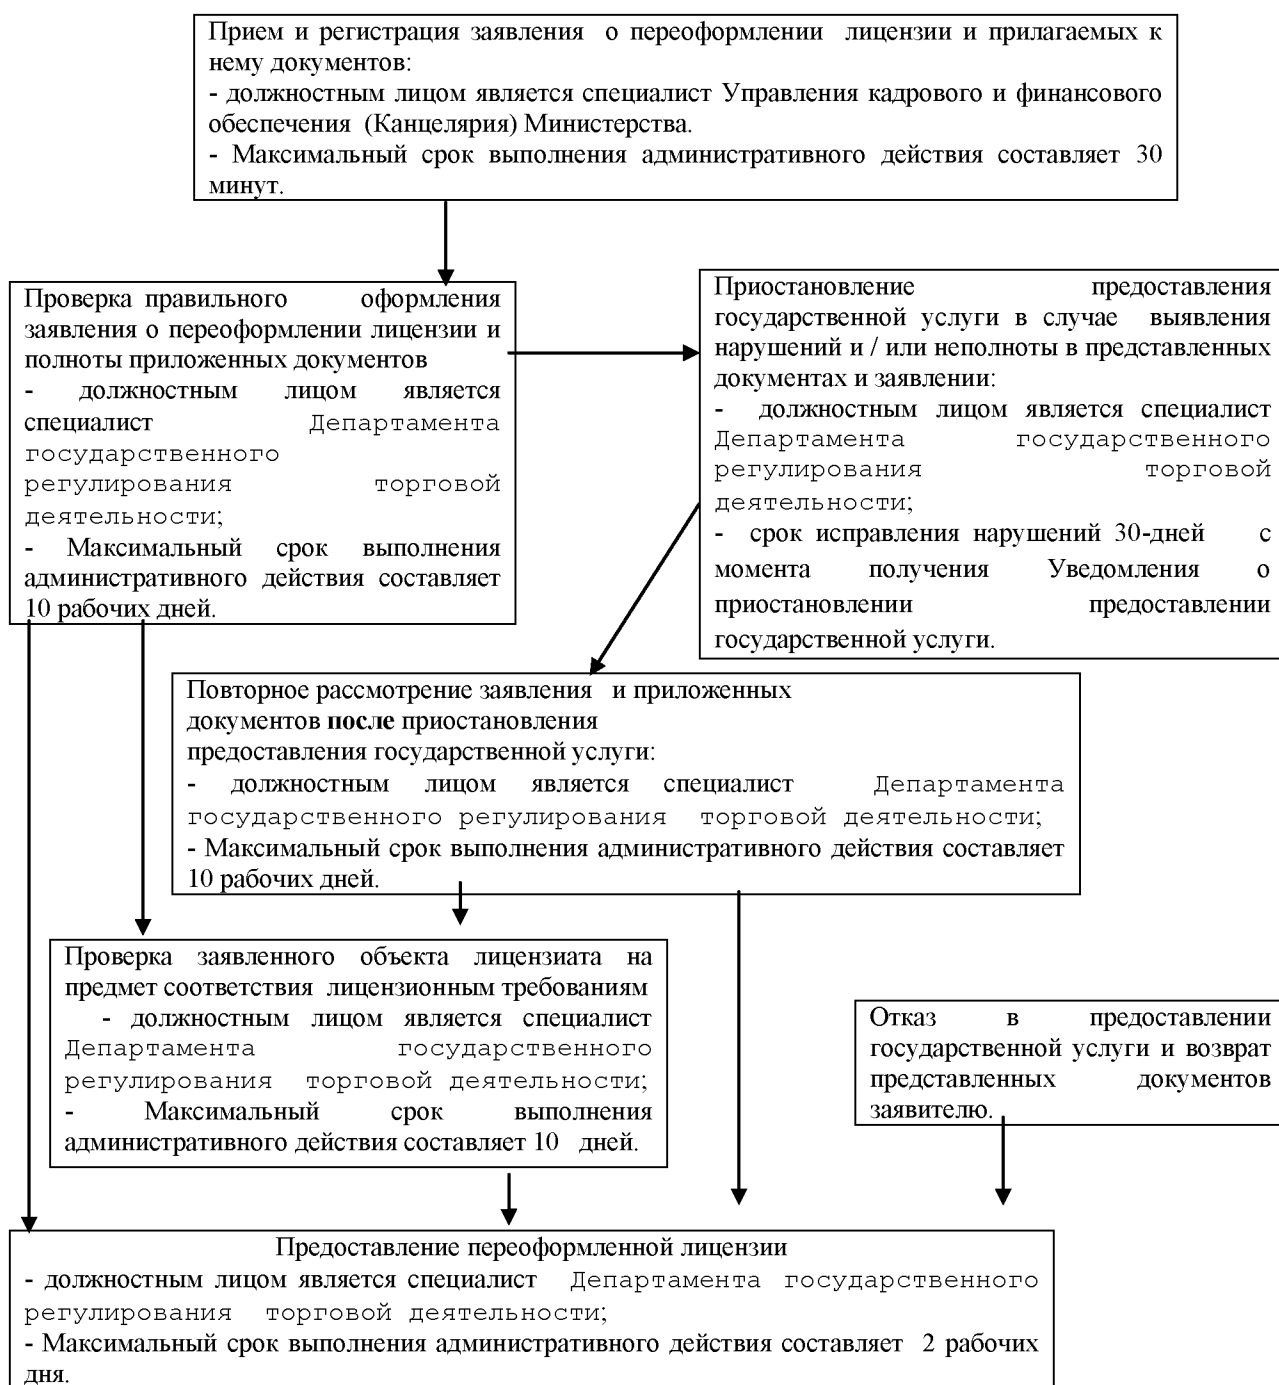 Прием и регистрация заявления о переоформлении лицензии и прилагаемых к
нему документов:
- должностным лицом является специалист Управления кадрового и финансового
обеспечения (Канцелярия) Министерства.
- Максимальный срок выполнения административного действия составляет 30
минут.
Проверка правильного оформления
заявления о переоформлении лицензии и
полноты приложенных документов
- должностным лицом является
специалист Департамента
государственного
регулирования торговой
деятельности;
- Максимальный срок выполнения
административного действия составляет
10 рабочих дней.
Приостановление предоставления
государственной услуги в случае выявления
нарушений и / или неполноты в представленных
документах и заявлении:
- должностным лицом является специалист
Департамента государственного
регулирования торговой
деятельности;
- срок исправления нарушений 30-дней с
момента получения Уведомления о
приостановлении предоставлении
государственной услуги.
Повторное рассмотрение заявления и приложенных
документов после приостановления
предоставления государственной услуги:
- должностным лицом является специалист Департамента
государственного регулирования торговой деятельности;
- Максимальный срок выполнения административного действия составляет
10 рабочих дней.
Проверка заявленного объекта лицензиата на
предмет соответствия лицензионным требованиям
- должностным лицом является специалист
Департамента государственного
регулирования торговой деятельности;
- Максимальный срок выполнения
административного действия составляет 10 дней.
Отказ в предоставлении
государственной услуги и возврат
представленных документов
заявителю.
Предоставление переоформленной лицензии
- должностным лицом является специалист Департамента государственного
регулирования торговой деятельности;
- Максимальный срок выполнения административного действия составляет 2 рабочих
дня.